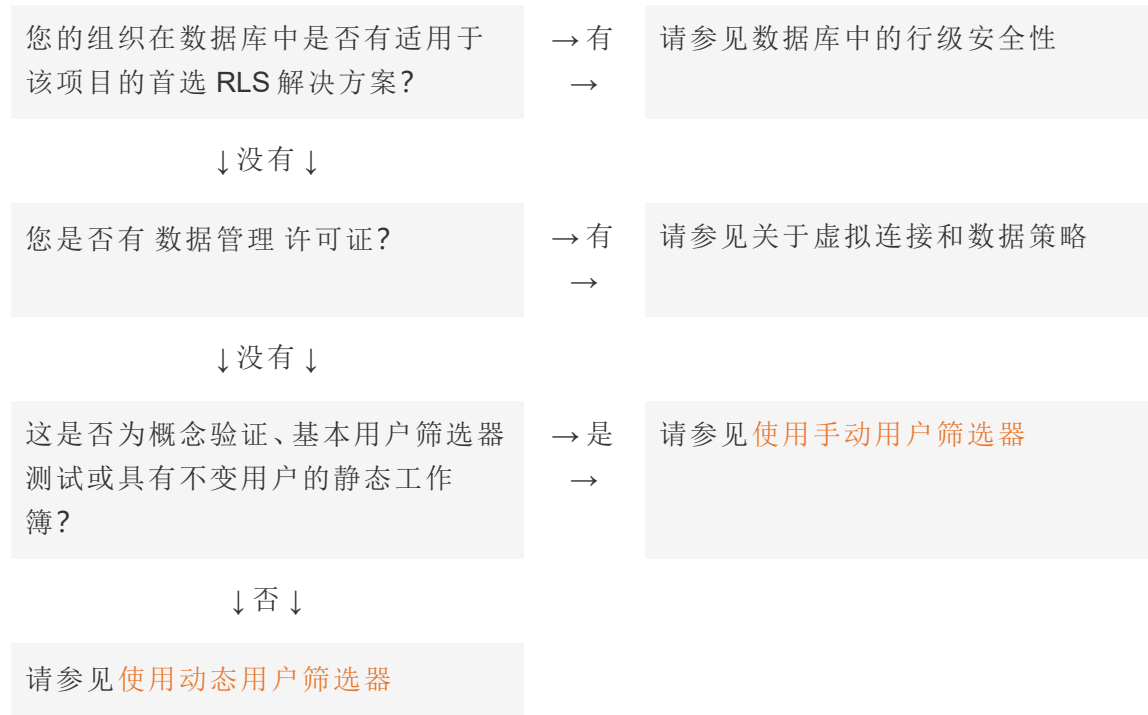 您的组织在数据库中是否有适用于
该项目的首选 RLS 解决方案?
→有
→
请参见数据库中的行级安全性
↓没有↓
您是否有 数据管理 许可证?
→有
→
请参见关于虚拟连接和数据策略
↓没有↓
这是否为概念验证、基本用户筛选器
测试或具有不变用户的静态工作
簿?
→是
→
请参见使用手动用户筛选器
↓否↓
请参见使用动态用户筛选器